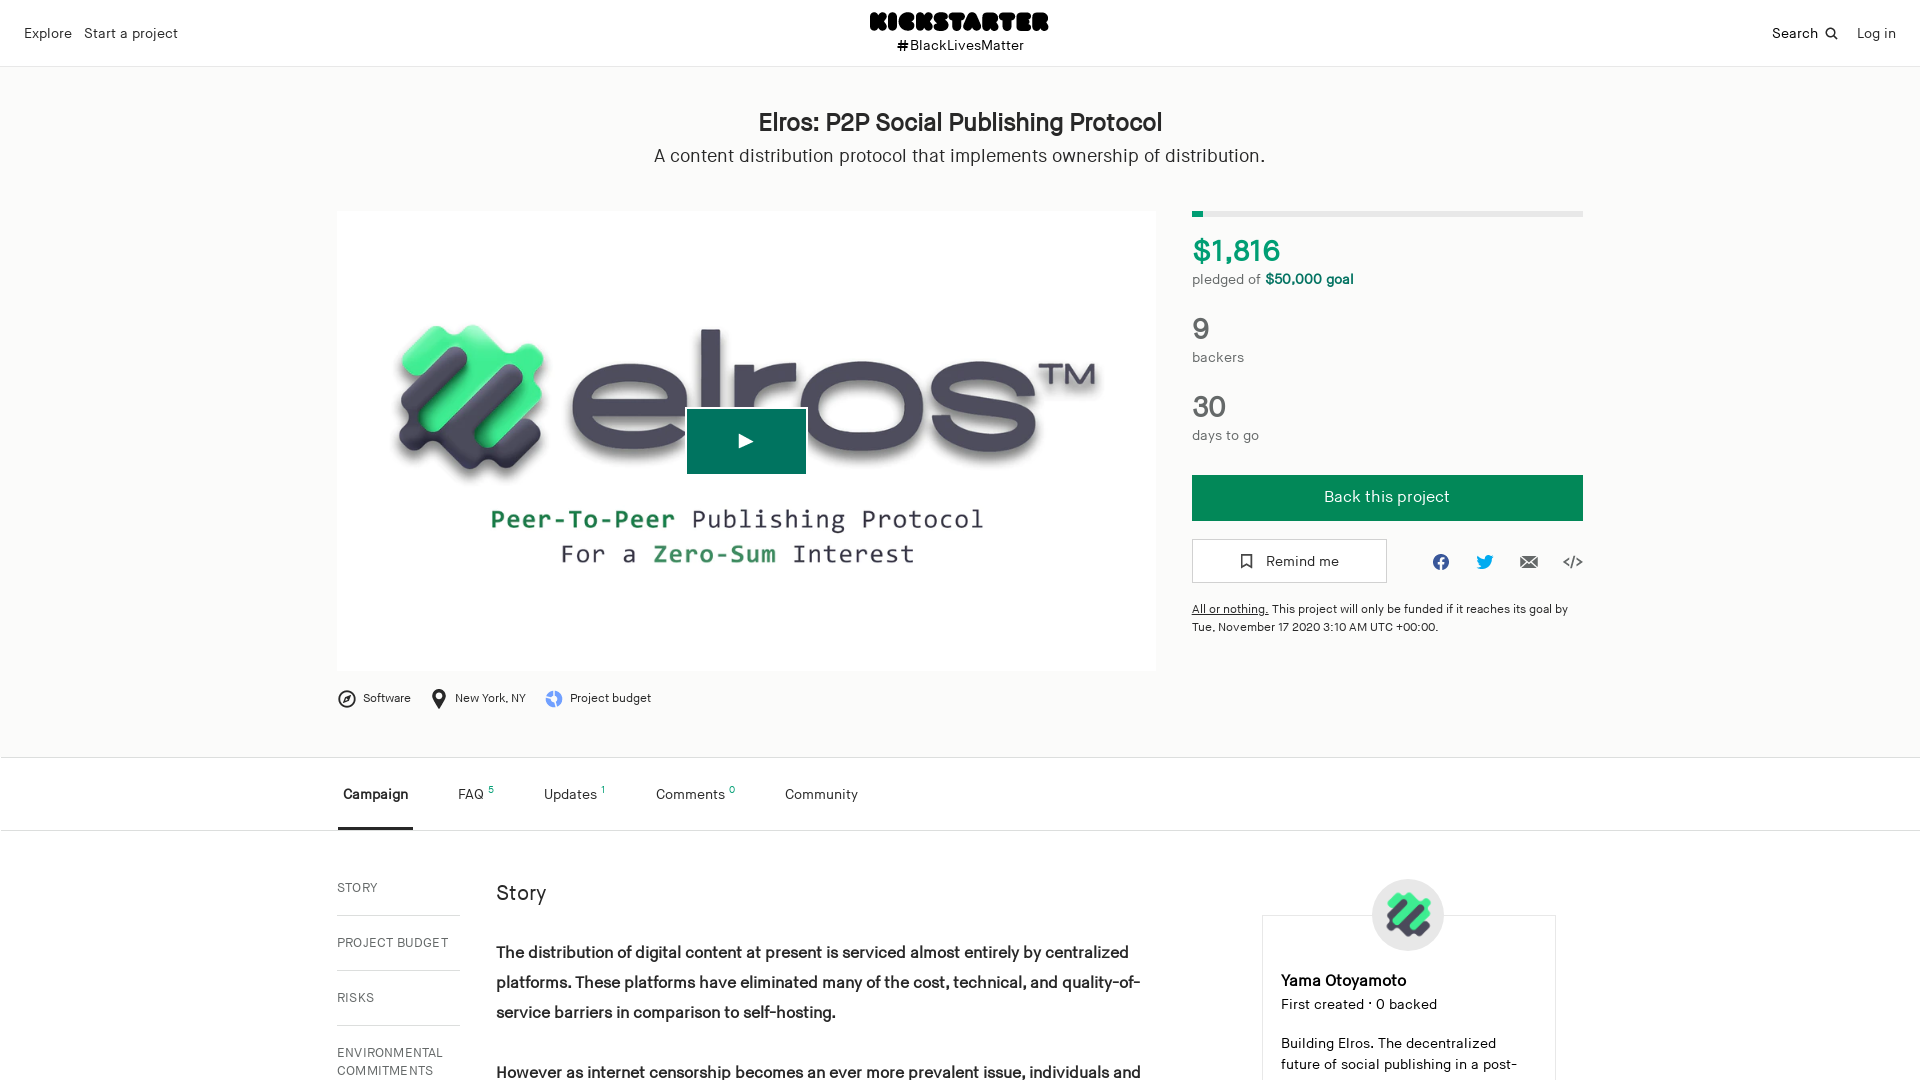 Explore
Start a project
KICKSTARTER
#BlackLivesMatter
Search
Log in
Elros: P2P Social Publishing Protocol
A content distribution protocol that implements ownership of distribution.
elros™
Peer-To-Peer Publishing Protocol
For a Zero-Sum Interest
$1,816
pledged of $50,000 goal
9
backers
30
days to go
Back this project
Remind me
All or nothing. This project will only be funded if it reaches its goal by
Tue, November 17 2020 3:10 AM UTC +00:00.
Software
New York, NY
Project budget
Campaign
FAQ 5
Updates 1
Comments 0
Community
STORY
PROJECT BUDGET
RISKS
ENVIRONMENTAL
COMMITMENTS
Story
The distribution of digital content at present is serviced almost entirely by centralized
platforms. These platforms have eliminated many of the cost, technical, and quality-of-
service barriers in comparison to self-hosting.
However as internet censorship becomes an ever more prevalent issue, individuals and
Yama Otoyamoto
First created · 0 backed
Building Elros. The decentralized
future of social publishing in a post-